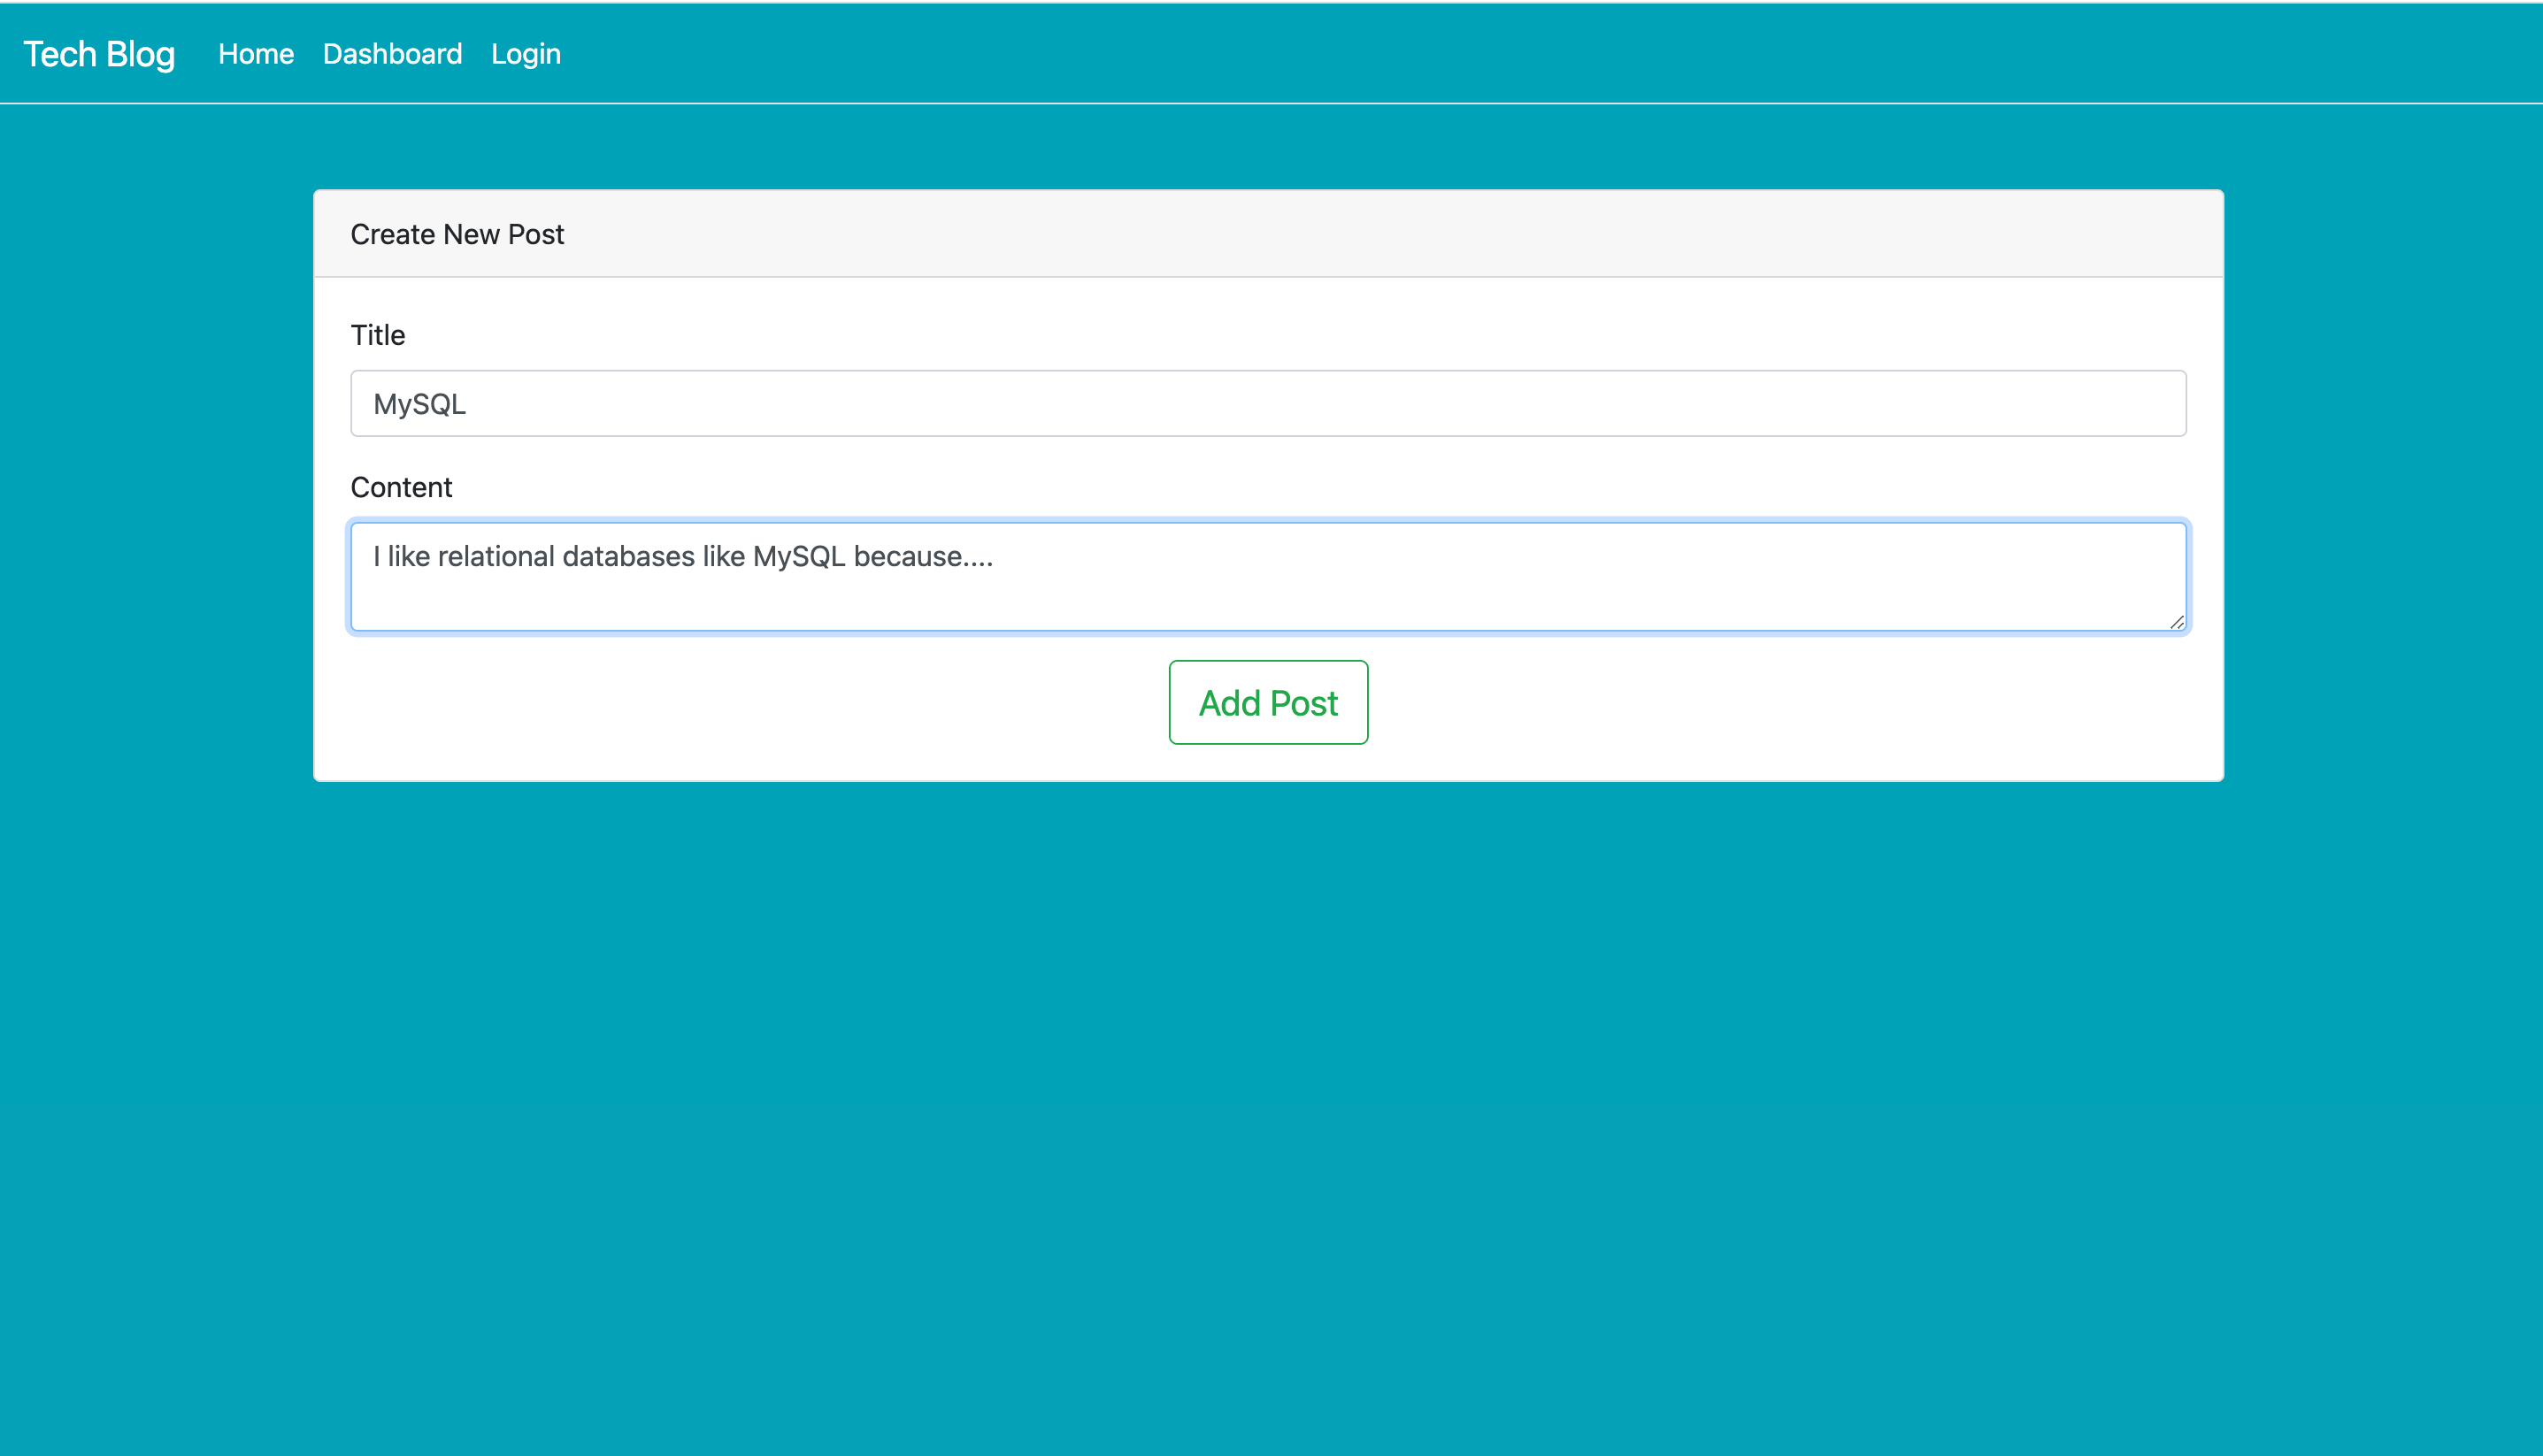 Tech Blog Home Dashboard Login
Create New Post
Title
MySQL
Content
I like relational databases like MySQL because....
Add Post